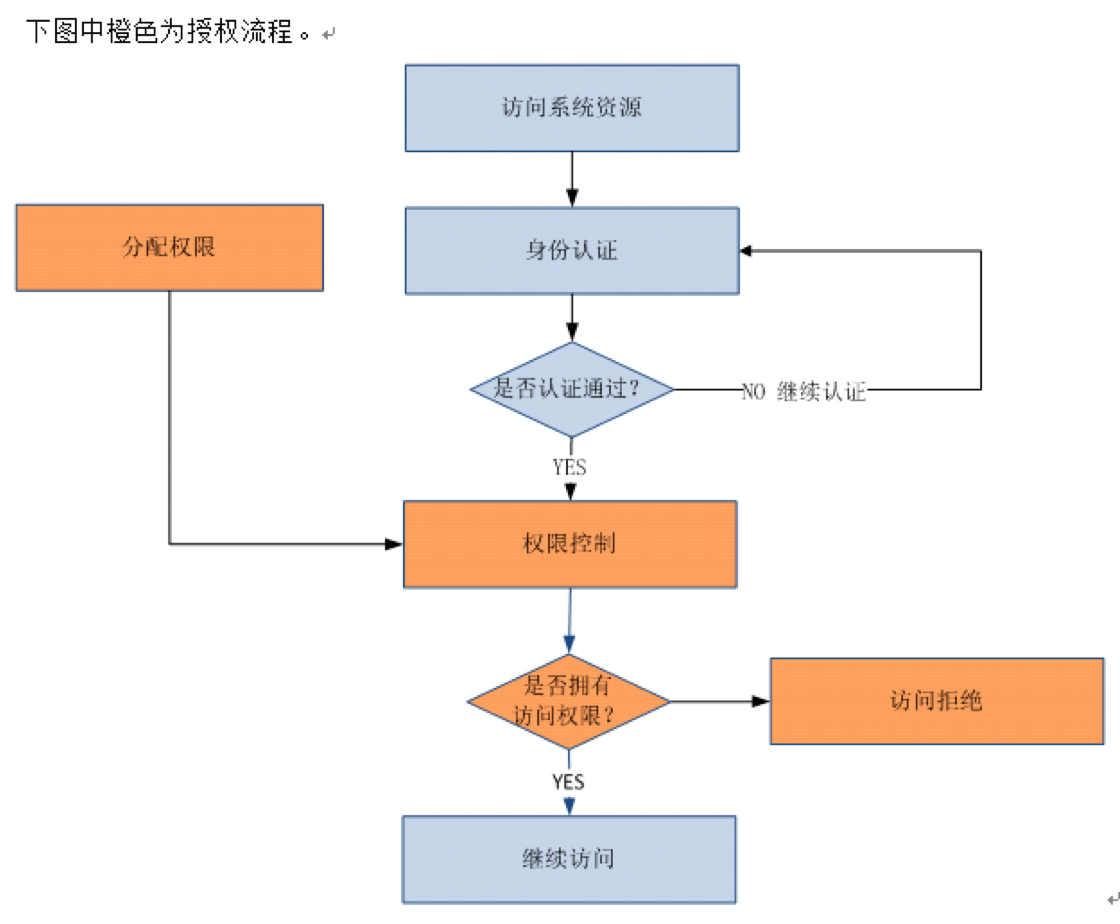 下图中橙色为授权流程。
访问系统资源
分配权限
身份认证
是否认证通过?
NO 继续认证
YES
权限控制
是否拥有
访问权限?
访问拒绝
YES
继续访问